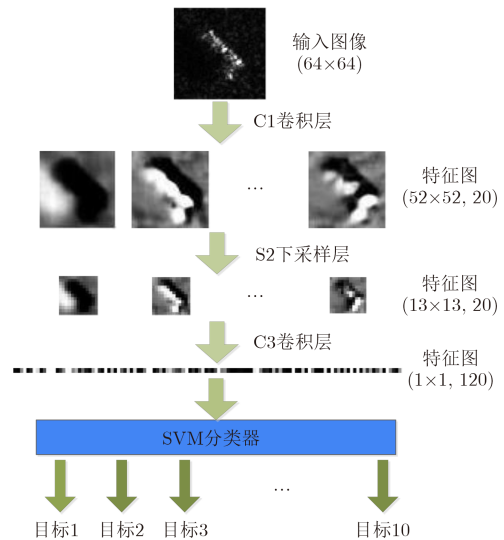 输入图像
(64×64)
C1卷积层
...
特征图
(52×52, 20)
S2下采样层
...
特征图
(13×13, 20)
C3卷积层
特征图
(1×1, 120)
SVM分类器
...
目标1 目标2 目标3 目标10